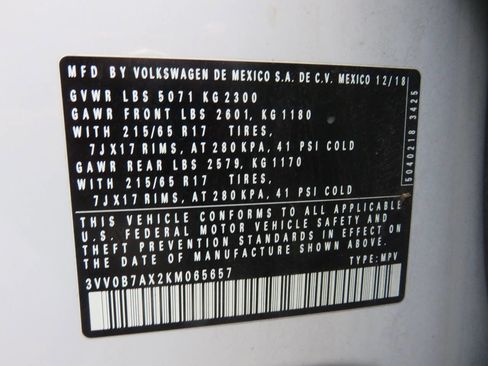 MFD BY VOLKSWAGEN DE MEXICO S.A. DE C.V. MEXICO 12/18
GVWR LBS 5071 KG 2300
GAWR FRONT LBS 2601, KG 1180
WITH 215/65 R17 TIRES,
7JX17 RIMS, AT 280 KPA, 41 PSI COLD
GAWR REAR LBS 2579, KG 1170
WITH 215/65 R17 TIRES,
7JX17 RIMS, AT 280 KPA, 41 PSI COLD
THIS VEHICLE CONFORMS TO ALL APPLICABLE
U.S. FEDERAL MOTOR VEHICLE SAFETY AND
THEFT PREVENTION STANDARDS IN EFFECT ON
THE DATE OF MANUFACTURE SHOWN ABOVE.
3VV0B7AX2KM065657 TYPE: MPV
5040218 3425